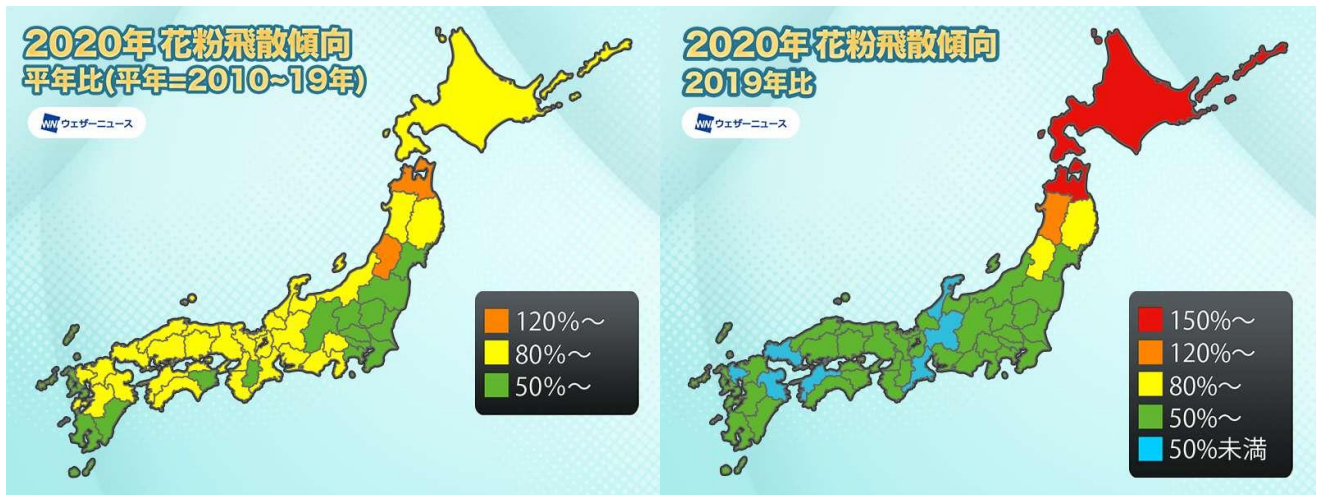 2020年 花粉飛散傾向
平年比(平年=2010~19年)
WNI ウェザーニュース
120%～
80%～
50%～
2020年 花粉飛散傾向
2019年比
WNI ウェザーニュース
150%～
120%～
80%～
50%～
50%未満